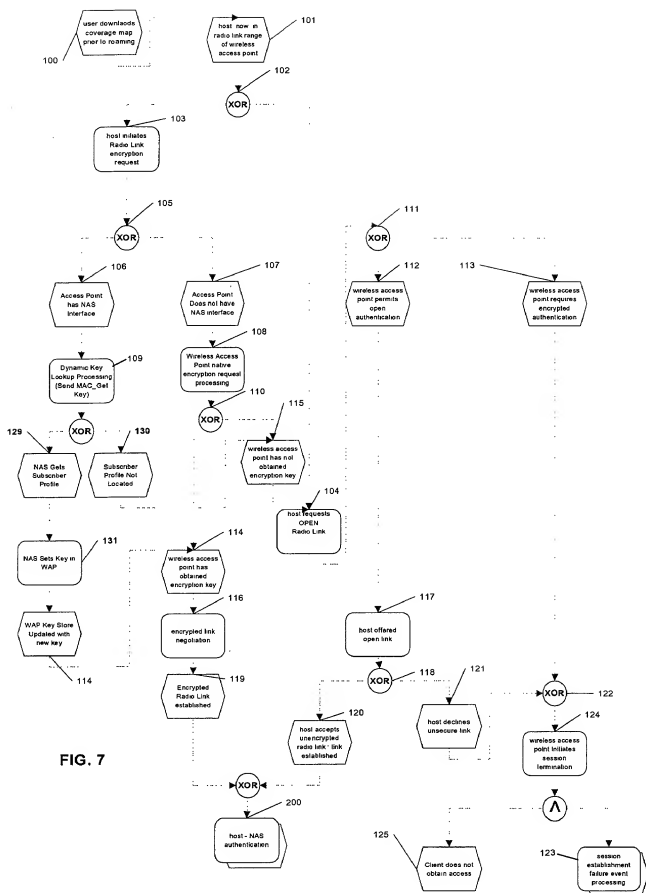 user downlaods
coverage map
prior to roaming
100
host now in
radio link range
of wireless
access point
101
102
XOR
103
host initiates
Radio Link
encryption
request
105
XOR
111
XOR
106
107
112
113
Access Point
has NAS
Interface
Access Point
Does not have
NAS interface
wireless access
point permits
open
authentication
wireless access
point requires
encrypted
authentication
108
109
Dynamic Key
Lookup Processing
(Send MAC_Get
Key)
Wireless Access
Point native
encryption request
processing
110
XOR
115
129
XOR
130
wireless access
point has not
obtained
encryption key
NAS Gets
Subscriber
Profile
Subscriber
Profile Not
Located
104
host requests
OPEN
Radio Link
131
NAS Sets Key in
WAP
114
wireless access
point has
obtained
encryption key
116
117
WAP Key Store
Updated with
new key
114
encrypted link
negotiation
host offered
open link
119
XOR
118
121
XOR
122
Encrypted
Radio Link
established
120
host accepts
unencrypted
radio link - link
established
host declines
unsecure link
124
wireless access
point initiates
session
termination
FIG. 7
XOR
200
host - NAS
authentication
Λ
125
Client does not
obtain access
123
session
establishment
failure event
processing